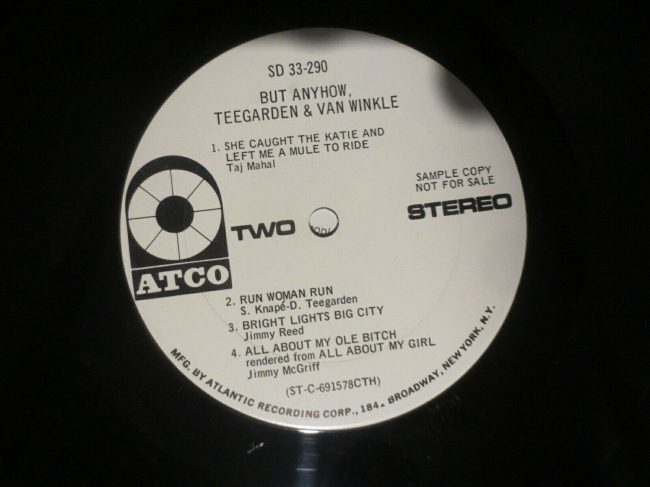 SD 33-290
BUT ANYHOW,
TEEGARDEN & VAN WINKLE
1. SHE CAUGHT THE KATIE AND
LEFT ME A MULE TO RIDE
Taj Mahal
SAMPLE COPY
NOT FOR SALE
STEREO
TWO
ATCO
2. RUN WOMAN RUN
S. Knapé-D. Teegarden
3. BRIGHT LIGHTS BIG CITY
Jimmy Reed
4. ALL ABOUT MY OLE BITCH
rendered from ALL ABOUT MY GIRL
Jimmy McGriff
(ST-C-691578CTH)
MFG. BY ATLANTIC RECORDING CORP., 184. BROADWAY, NEW YORK, N.Y.